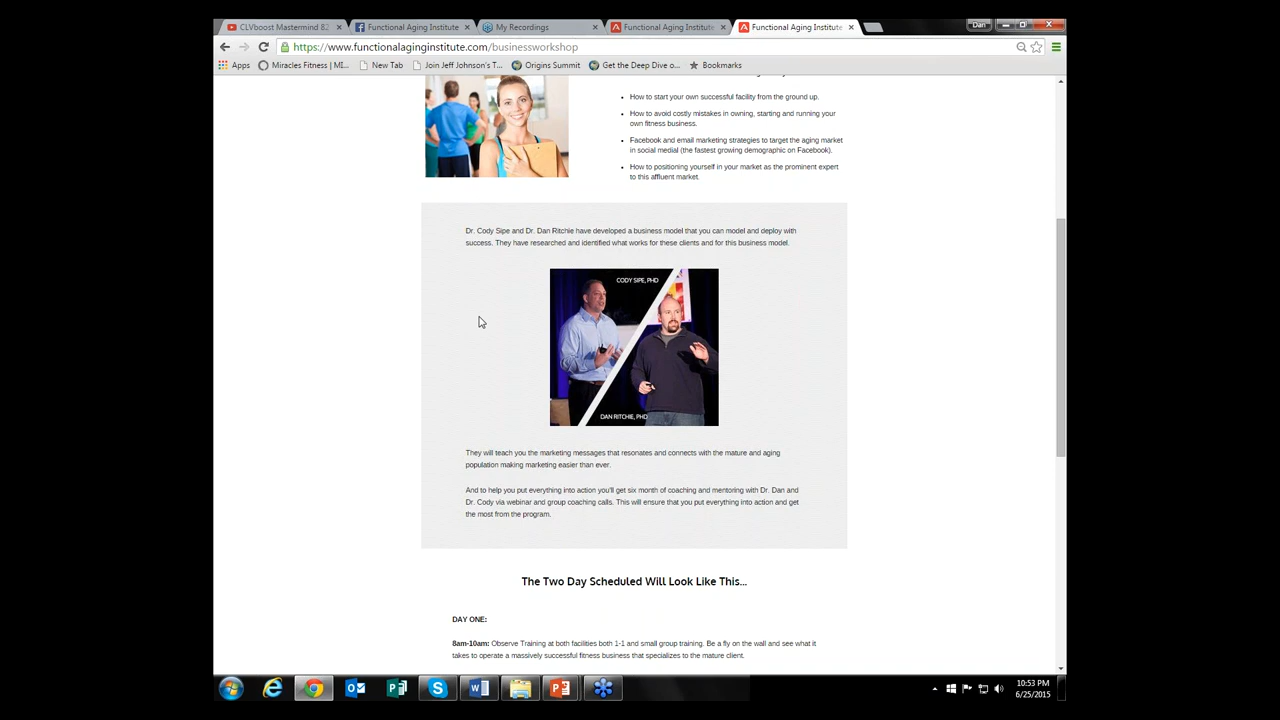 CLVboost Mastermind 82
Functional Aging Institute
My Recordings
Functional Aging Institute
Functional Aging Institute
Dan
https://www.functionalaginginstitute.com/businessworkshop
Apps
Miracles Fitness | MI...
New Tab
Join Jeff Johnson's T...
Origins Summit
Get the Deep Dive o...
Bookmarks
How to start your own successful facility from the ground up.
How to avoid costly mistakes in owning, starting and running your
own fitness business.
Facebook and email marketing strategies to target the aging market
in social medial (the fastest growing demographic on Facebook).
How to positioning yourself in your market as the prominent expert
to this affluent market.
Dr. Cody Sipe and Dr. Dan Ritchie have developed a business model that you can model and deploy with
success. They have researched and identified what works for these clients and for this business model.
CODY SIPE, PHD
DAN RITCHIE, PHD
They will teach you the marketing messages that resonates and connects with the mature and aging
population making marketing easier than ever.
And to help you put everything into action you'll get six month of coaching and mentoring with Dr. Dan and
Dr. Cody via webinar and group coaching calls. This will ensure that you put everything into action and get
the most from the program.
The Two Day Scheduled Will Look Like This...
DAY ONE:
8am-10am: Observe Training at both facilities both 1-1 and small group training. Be a fly on the wall and see what it
takes to operate a massively successful fitness business that specializes to the mature client.
10:53 PM
6/25/2015